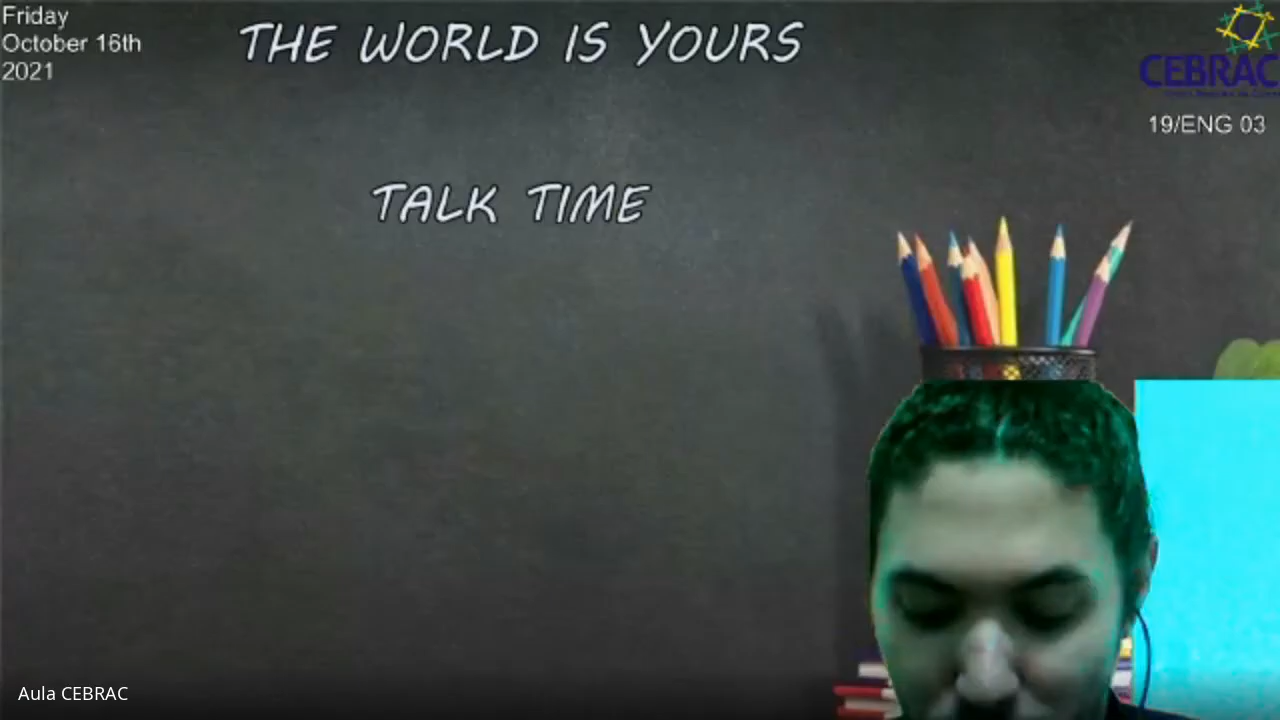 Friday
October 16th
2021
THE WORLD IS YOURS
TALK TIME
CEBRAC
19/ENG 03
Aula CEBRAC